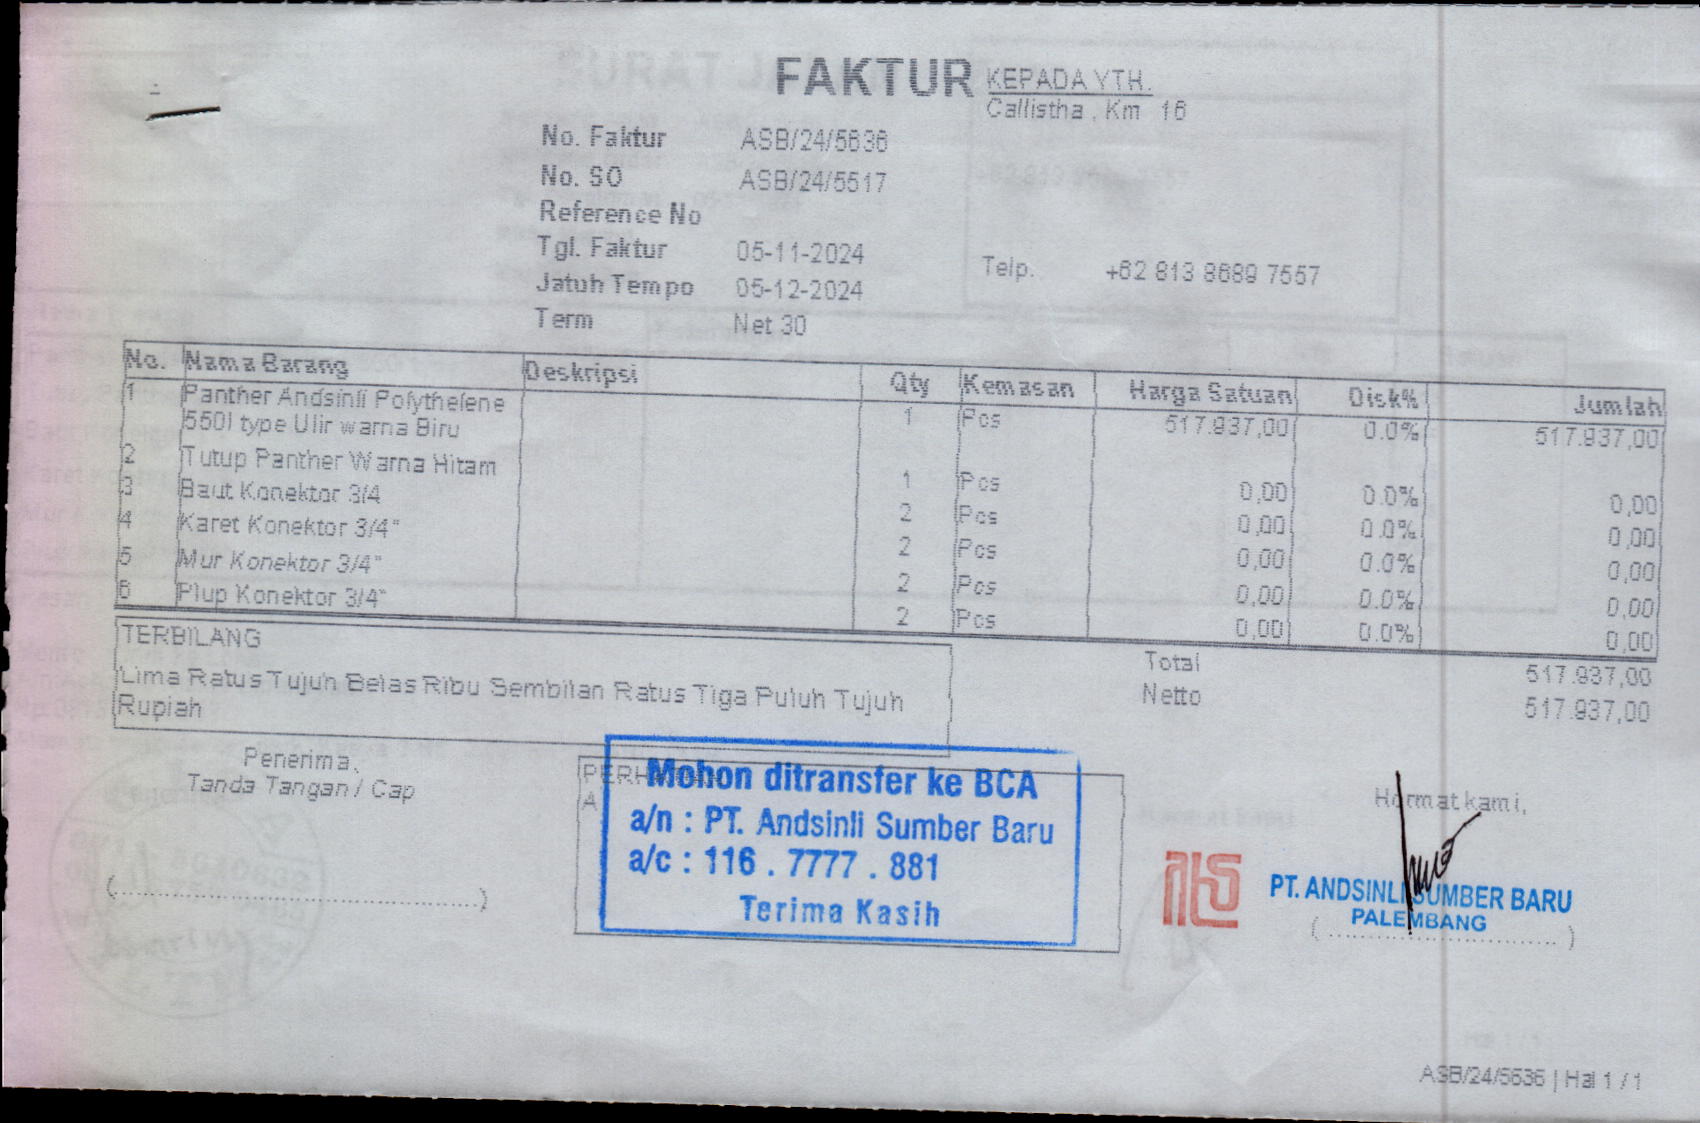 FAKTUR
KEPADA YTH.
Callistha , Km 16
No. Faktur ASB/24/5636
No. SO ASB/24/5517
Reference No
Tgl. Faktur 05-11-2024
Jatuh Tempo 05-12-2024
Term Net 30
Telp. +62 813 8689 7557
No. Nama Barang Deskripsi Qty Kemasan Harga Satuan Disk% Jumlah
1 Panther Andsinli Polythelene 1 Pcs 517.937,00 0.0% 517.937,00
550l type Ulir warna Biru
2 Tutup Panther Warna Hitam 1 Pcs 0,00 0.0% 0,00
3 Baut Konektor 3/4 2 Pcs 0,00 0.0% 0,00
4 Karet Konektor 3/4" 2 Pcs 0,00 0.0% 0,00
5 Mur Konektor 3/4" 2 Pcs 0,00 0.0% 0,00
6 Plup Konektor 3/4" 2 Pcs 0,00 0.0% 0,00
TERBILANG
Lima Ratus Tujuh Belas Ribu Sembilan Ratus Tiga Puluh Tujuh
Rupiah
Total 517.937,00
Netto 517.937,00
Penerima,
Tanda Tangan / Cap
(..............................)
Mohon ditransfer ke BCA
a/n : PT. Andsinli Sumber Baru
a/c : 116 . 7777 . 881
Terima Kasih
Hormat kami,
PT. ANDSINLI SUMBER BARU
PALEMBANG
( .............................. )
ASB/24/5636 | Hal 1 / 1